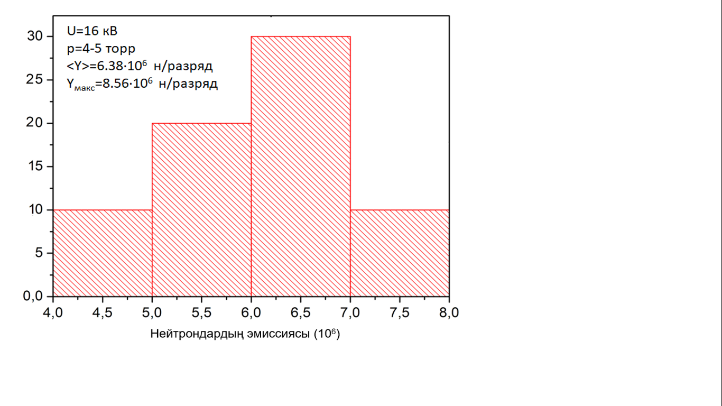 U=16 кВ
p=4-5 торр
<Y>=6.38·10⁶ н/разряд
Yмакс=8.56·10⁶ н/разряд
30
25
20
15
10
5
0,0
4,0 4,5 5,0 5,5 6,0 6,5 7,0 7,5 8,0
Нейтрондардың эмиссиясы (10⁶)